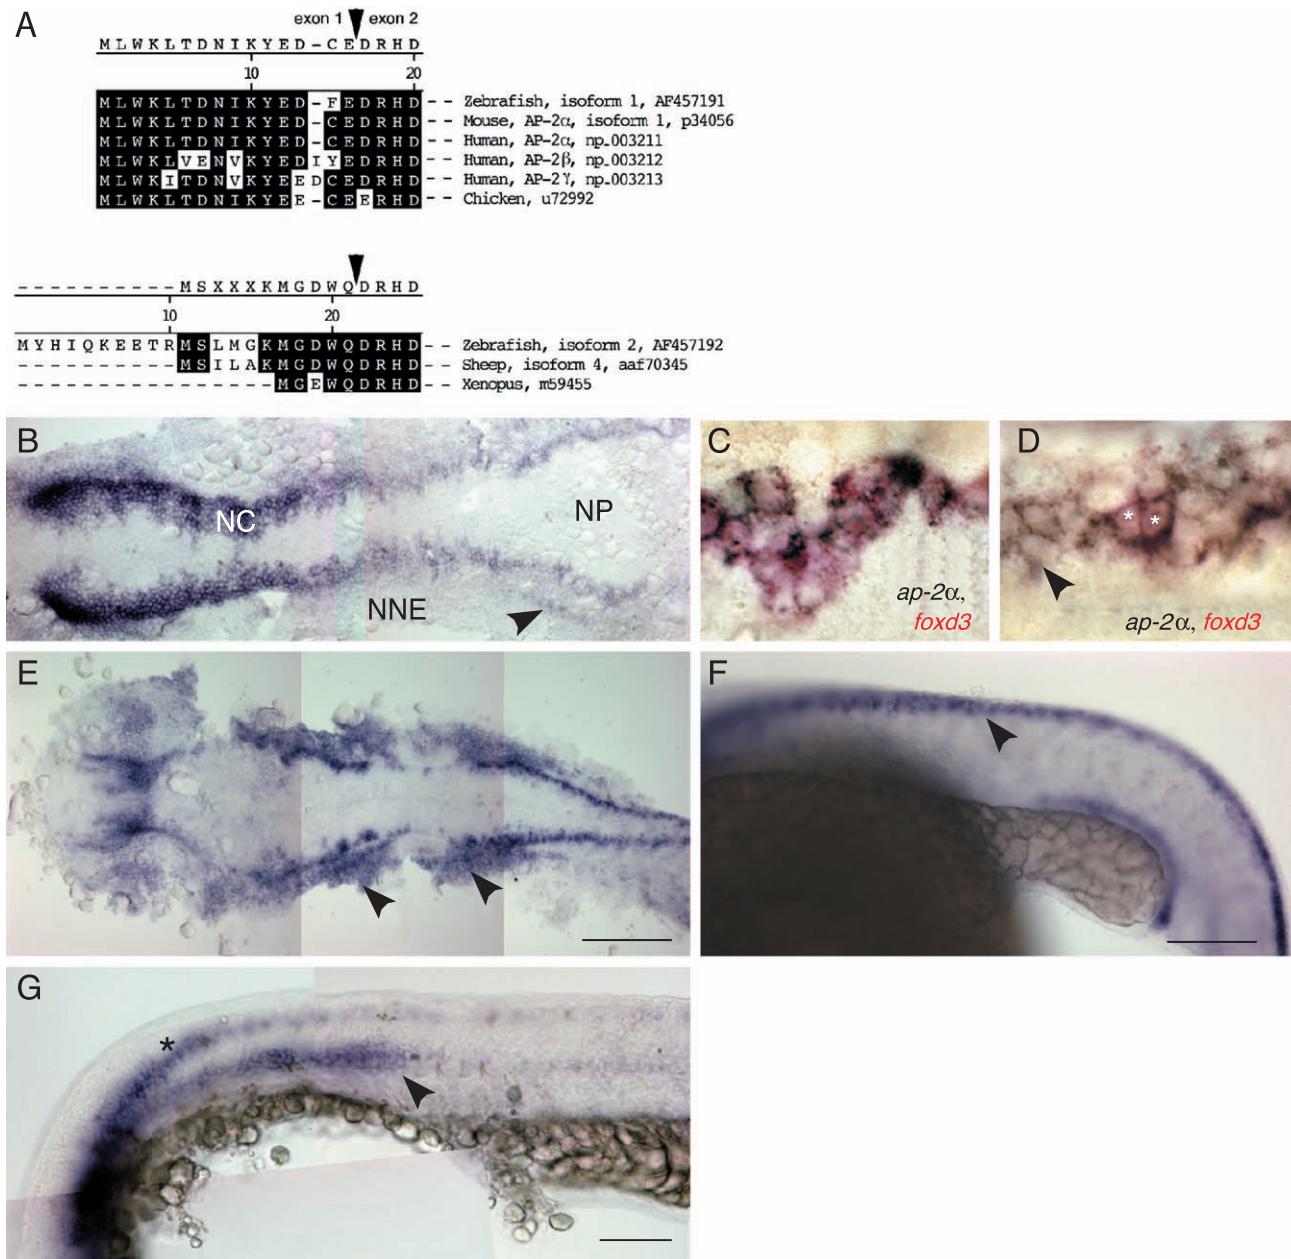 A
exon 1 exon 2
M L W K L T D N I K Y E D - C E D R H D
10 20
M L W K L T D N I K Y E D - F E D R H D - - Zebrafish, isoform 1, AF457191
M L W K L T D N I K Y E D - C E D R H D - - Mouse, AP-2α, isoform 1, p34056
M L W K L T D N I K Y E D - C E D R H D - - Human, AP-2α, np_003211
M L W K L V E N V K Y E D I Y E D R H D - - Human, AP-2β, np_003212
M L W K I T D N V K Y E E D C E D R H D - - Human, AP-2γ, np_003213
M L W K L T D N I K Y E E - C E E R H D - - Chicken, u72992
- - - - - - - - - - M S X X X K M G D W Q D R H D
10 20
M Y H I Q K E E T R M S L M G K M G D W Q D R H D - - Zebrafish, isoform 2, AF457192
- - - - - - - - - - M S I L A K M G D W Q D R H D - - Sheep, isoform 4, aaf70345
- - - - - - - - - - - - - - - - M G E W Q D R H D - - Xenopus, m59455
B
NC
NP
NNE
C
ap-2α,
foxd3
D
* *
ap-2α, foxd3
E
F
G
*